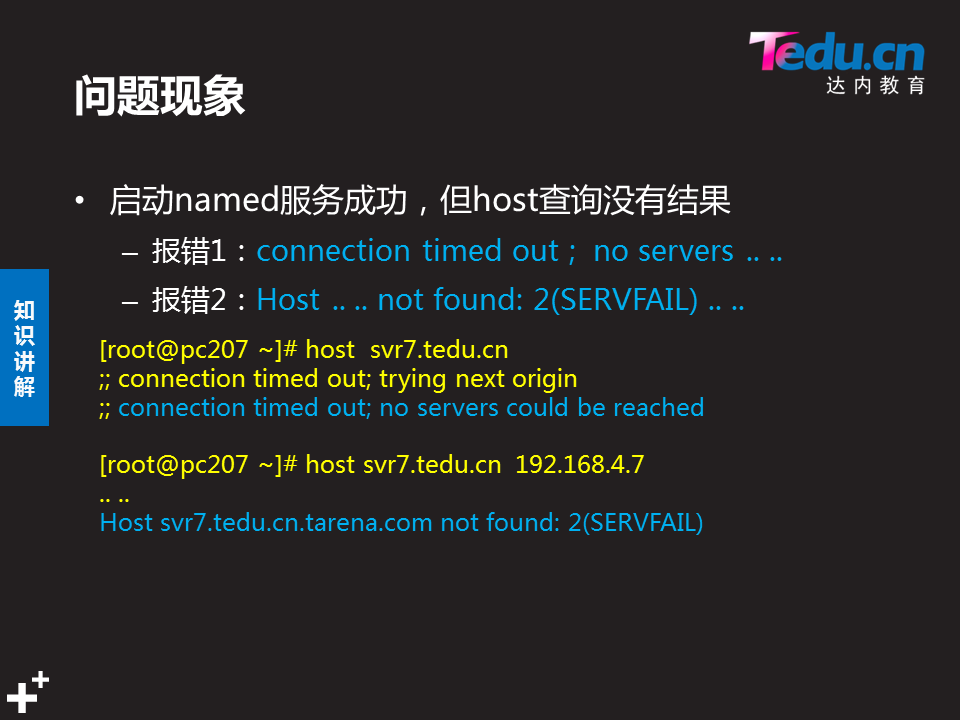 Tedu.cn
达内教育
问题现象
• 启动named服务成功，但host查询没有结果
– 报错1：connection timed out； no servers .. ..
– 报错2：Host .. .. not found: 2(SERVFAIL) .. ..
知识讲解
[root@pc207 ~]# host  svr7.tedu.cn
;; connection timed out; trying next origin
;; connection timed out; no servers could be reached
[root@pc207 ~]# host svr7.tedu.cn  192.168.4.7
.. ..
Host svr7.tedu.cn.tarena.com not found: 2(SERVFAIL)